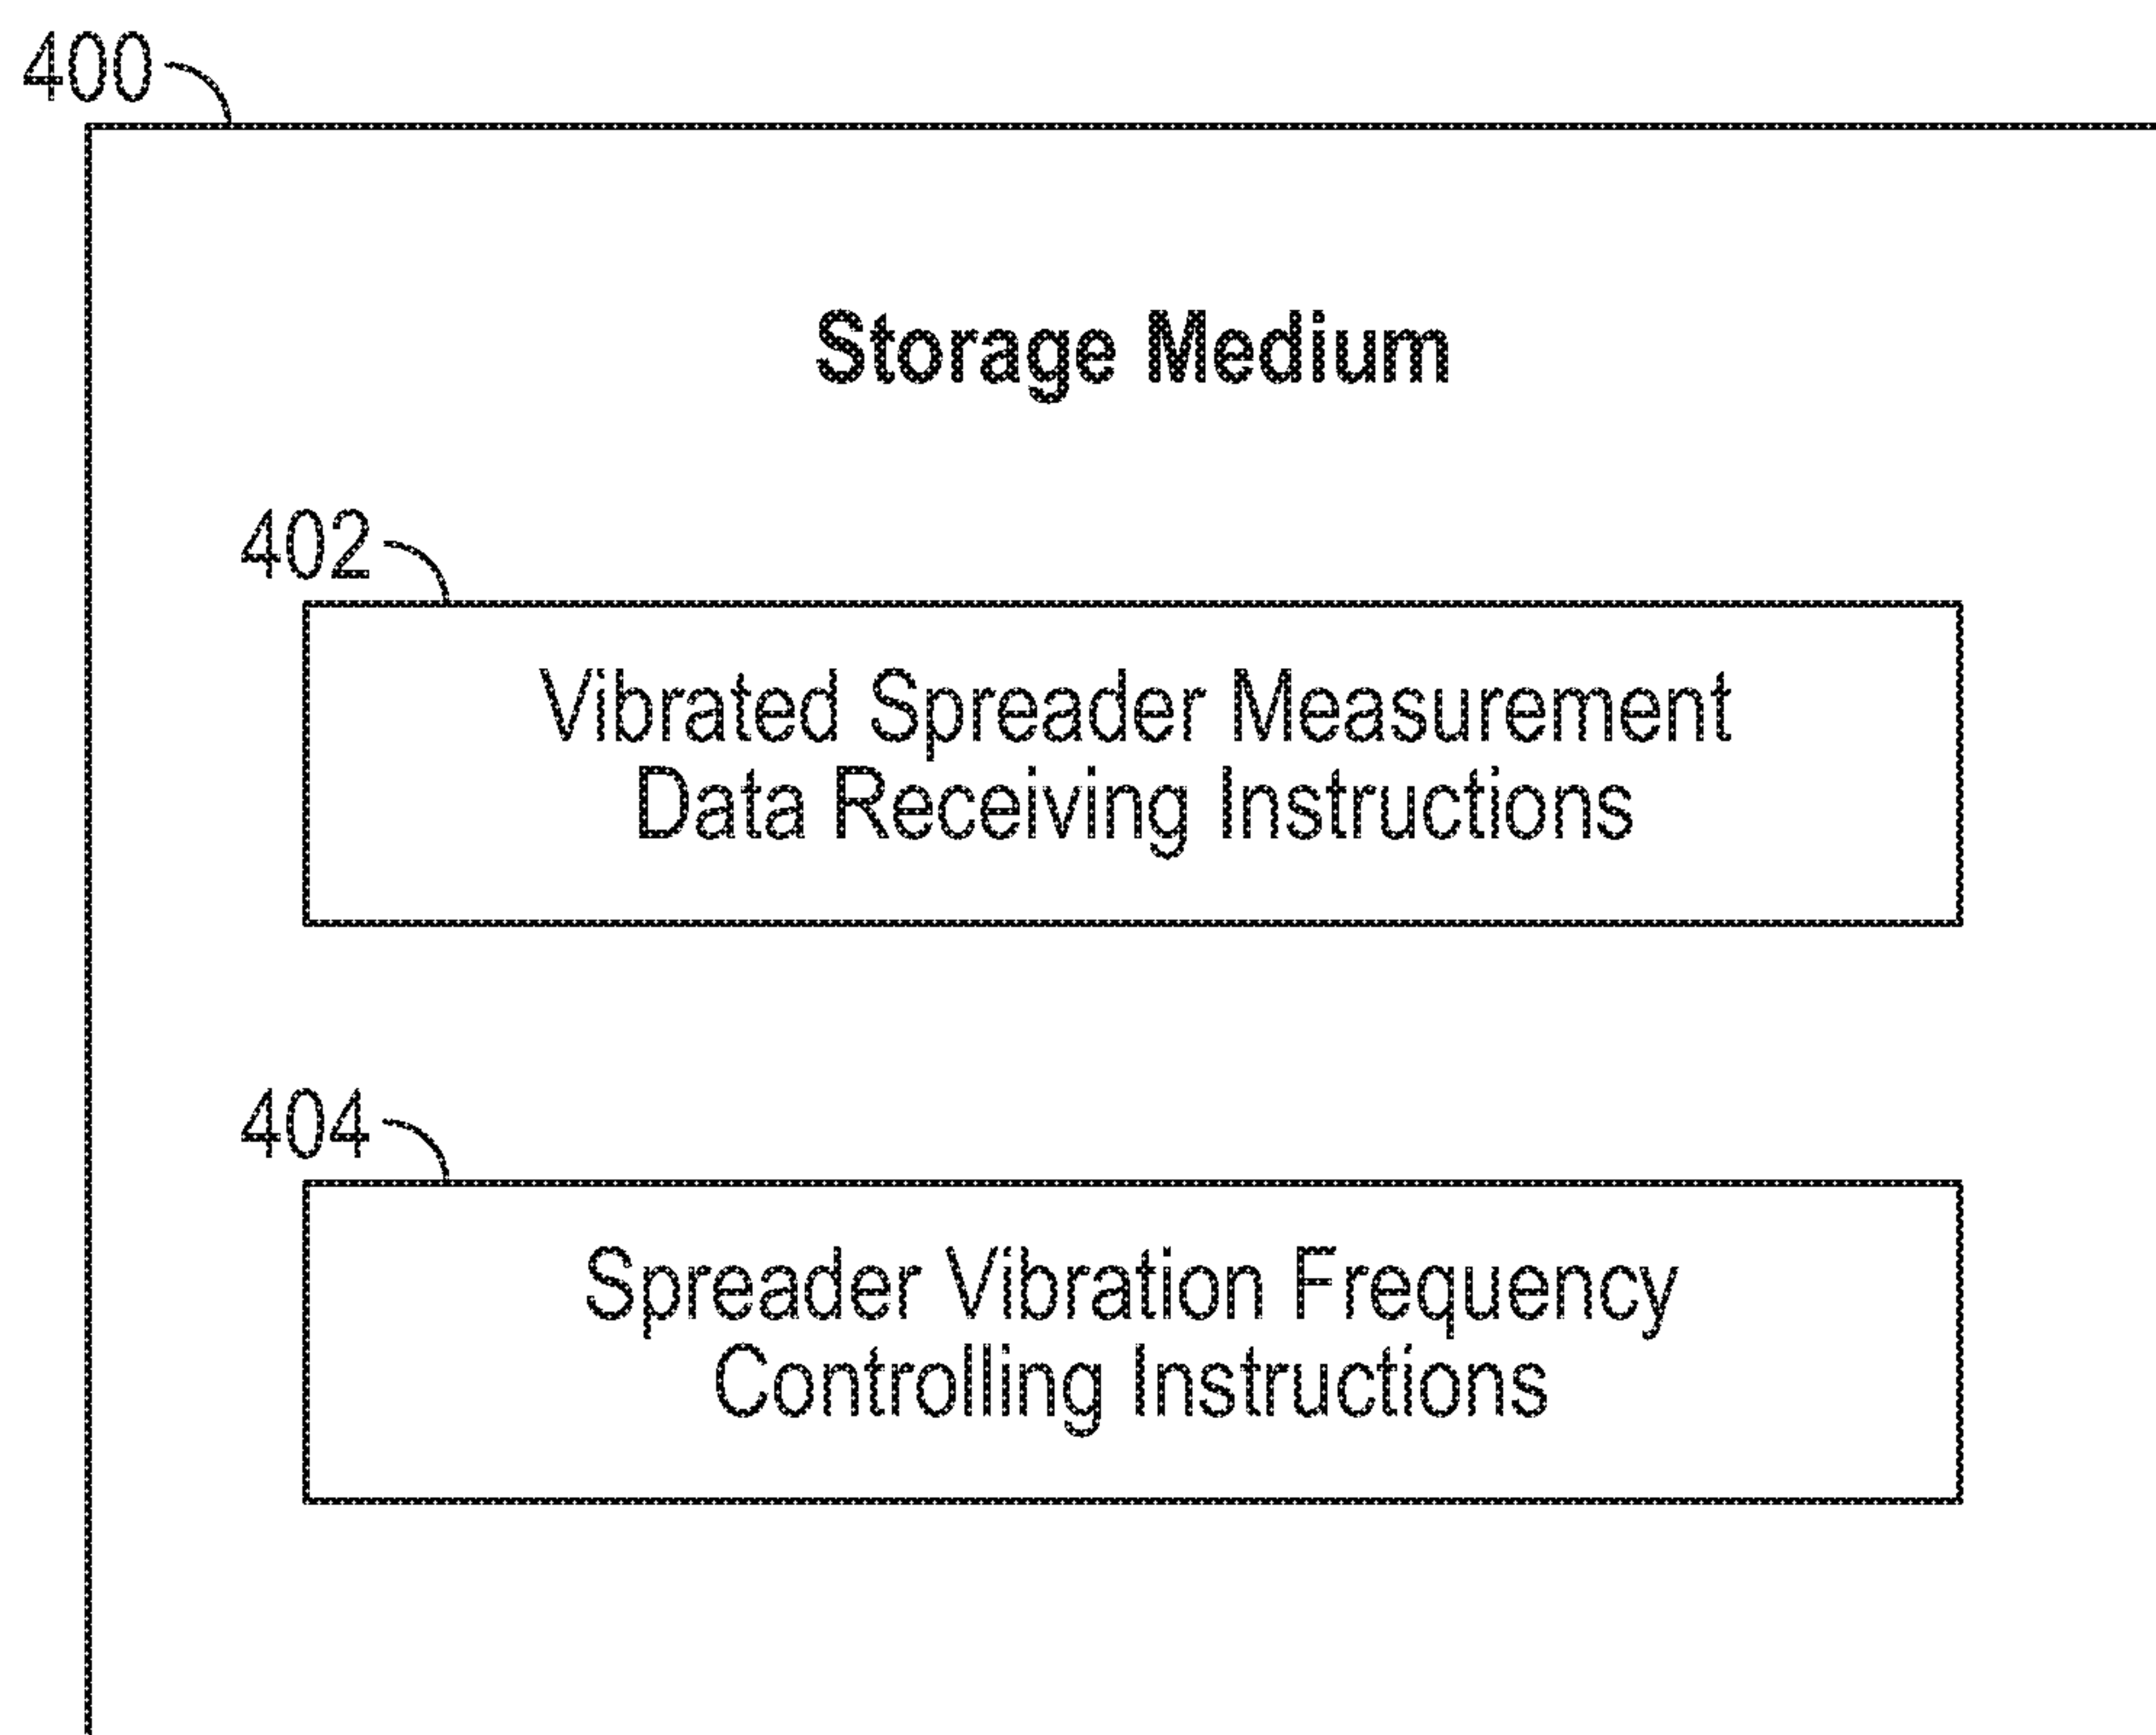 400
Storage Medium
402
Vibrated Spreader Measurement
Data Receiving Instructions
404
Spreader Vibration Frequency
Controlling Instructions